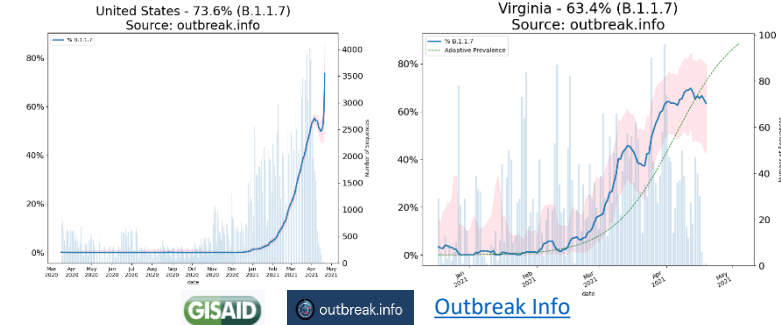 United States - 73.6% (B.1.1.7)
Source: outbreak.info
% B.1.1.7
80%
60%
40%
20%
0%
4000
3500
3000
2500
2000
1500
1000
500
0
Number of Sequences
Mar 2020
Apr 2020
May 2020
Jun 2020
Jul 2020
Aug 2020
Sep 2020
Oct 2020
Nov 2020
Dec 2020
Jan 2021
Feb 2021
Mar 2021
Apr 2021
May 2021
date
Virginia - 63.4% (B.1.1.7)
Source: outbreak.info
% B.1.1.7
Adaptive Prevalence
80%
60%
40%
20%
0%
100
80
60
40
20
0
Number of Sequences
Jan 2021
Feb 2021
Mar 2021
Apr 2021
May 2021
date
GISAID
outbreak.info
Outbreak Info